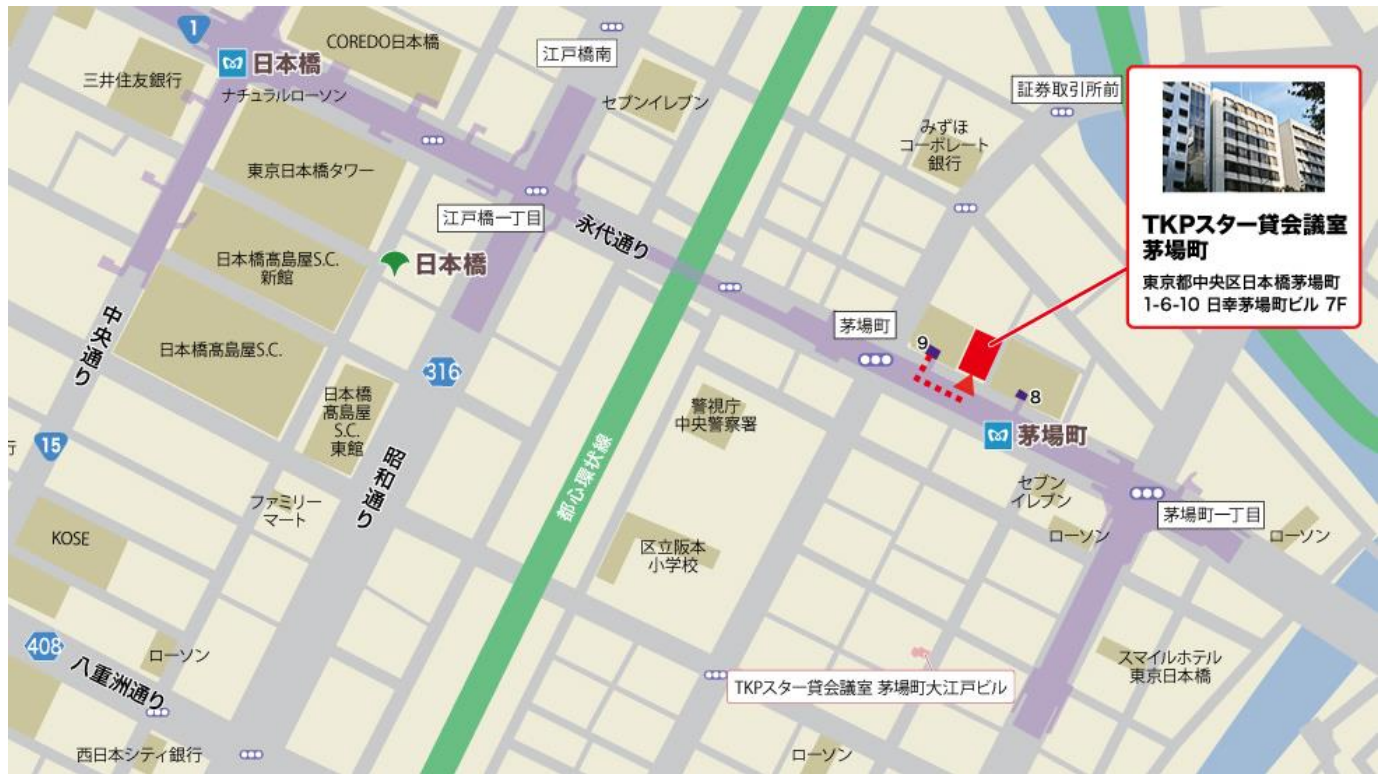 1
日本橋
COREDO日本橋
江戸橋南
三井住友銀行
ナチュラルローソン
セブンイレブン
証券取引所前
みずほ
コーポレート
銀行
東京日本橋タワー
江戸橋一丁目
永代通り
TKPスター貸会議室
茅場町
東京都中央区日本橋茅場町
1-6-10 日幸茅場町ビル 7F
日本橋髙島屋S.C.
新館
日本橋
中央通り
日本橋髙島屋S.C.
316
茅場町
9
8
茅場町
日本橋
髙島屋
S.C.
東館
警視庁
中央警察署
15
行
昭和通り
都心環状線
セブン
イレブン
茅場町一丁目
ファミリー
マート
KOSE
区立阪本
小学校
ローソン
ローソン
408
八重洲通り
ローソン
TKPスター貸会議室 茅場町大江戸ビル
スマイルホテル
東京日本橋
西日本シティ銀行
ローソン